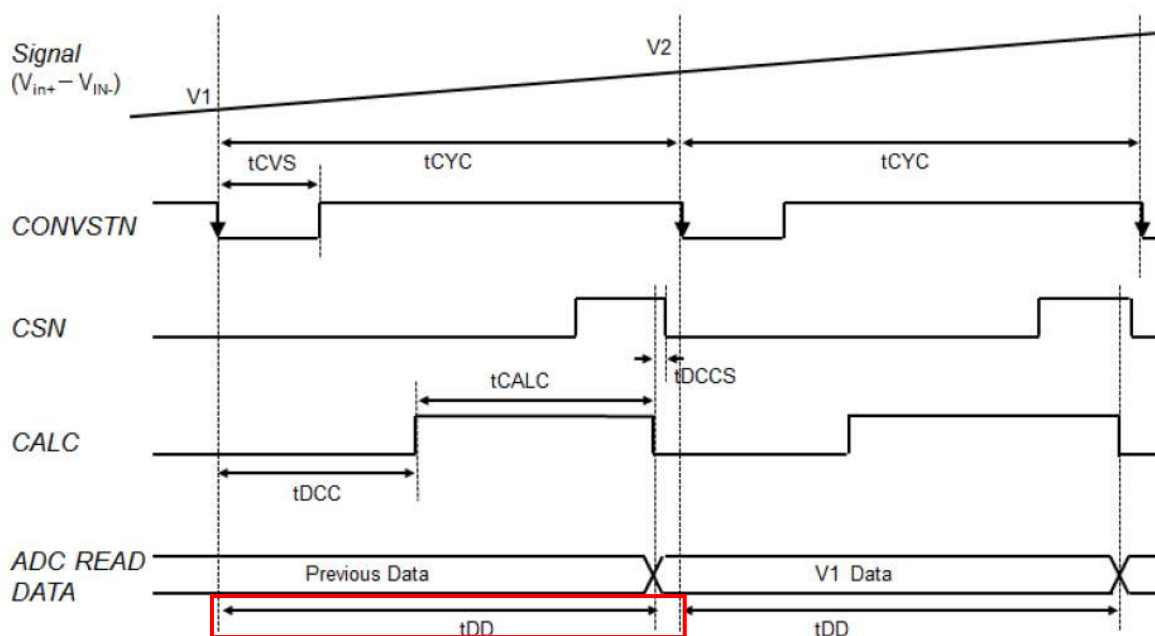 Signal
(Vin+ − VIN-)
V1
V2
tCVS
tCYC
tCYC
CONVSTN
CSN
tCALC
tDCCS
CALC
tDCC
ADC READ
DATA
Previous Data
V1 Data
tDD
tDD